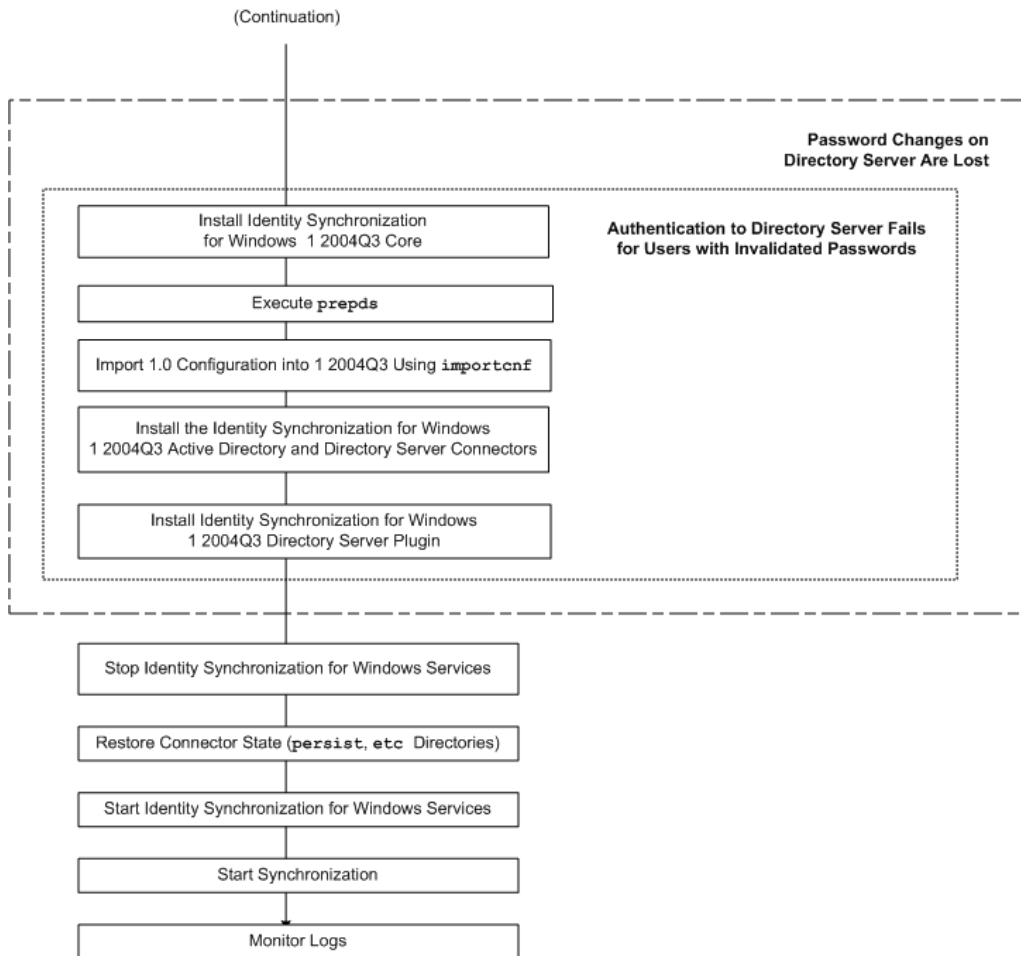 (Continuation)
Password Changes on
Directory Server Are Lost
Install Identity Synchronization
for Windows 1 2004Q3 Core
Authentication to Directory Server Fails
for Users with Invalidated Passwords
Execute prepds
Import 1.0 Configuration into 1 2004Q3 Using importcnf
Install the Identity Synchronization for Windows
1 2004Q3 Active Directory and Directory Server Connectors
Install Identity Synchronization for Windows
1 2004Q3 Directory Server Plugin
Stop Identity Synchronization for Windows Services
Restore Connector State (persist, etc Directories)
Start Identity Synchronization for Windows Services
Start Synchronization
Monitor Logs